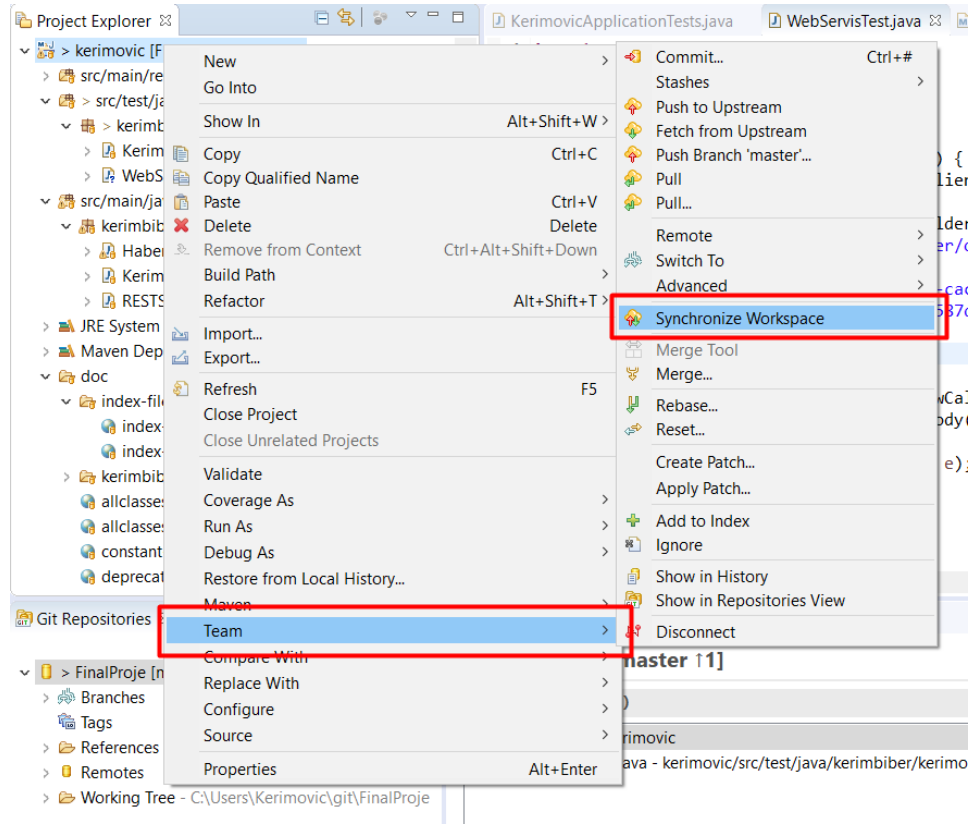 Project Explorer
> kerimovic [F
src/main/re
> src/test/ja
> kerimb
Kerim
WebS
src/main/ja
kerimbib
Haber
Kerim
RESTS
JRE System
Maven Dep
doc
index-file
index-
index-
kerimbib
allclasses
allclasses
constant
deprecat
New
Go Into
Show In Alt+Shift+W >
Copy Ctrl+C
Copy Qualified Name
Paste Ctrl+V
Delete Delete
Remove from Context Ctrl+Alt+Shift+Down
Build Path
Refactor Alt+Shift+T >
Import...
Export...
Refresh F5
Close Project
Close Unrelated Projects
Validate
Coverage As
Run As
Debug As
Restore from Local History...
Maven
Team
Compare With
Replace With
Configure
Source
Properties Alt+Enter
KerimovicApplicationTests.java
WebServisTest.java
Commit... Ctrl+#
Stashes
Push to Upstream
Fetch from Upstream
Push Branch 'master'...
Pull
Pull...
Remote
Switch To
Advanced
Synchronize Workspace
Merge Tool
Merge...
Rebase...
Reset...
Create Patch...
Apply Patch...
Add to Index
Ignore
Show in History
Show in Repositories View
Disconnect
) {
lien
lder
er/c
-cac
587c
wCal
ody(
e);
Git Repositories
> FinalProje [n
Branches
Tags
References
Remotes
Working Tree - C:\Users\Kerimovic\git\FinalProje
master ↑1]
)
rimovic
ava - kerimovic/src/test/java/kerimbiber/kerimo